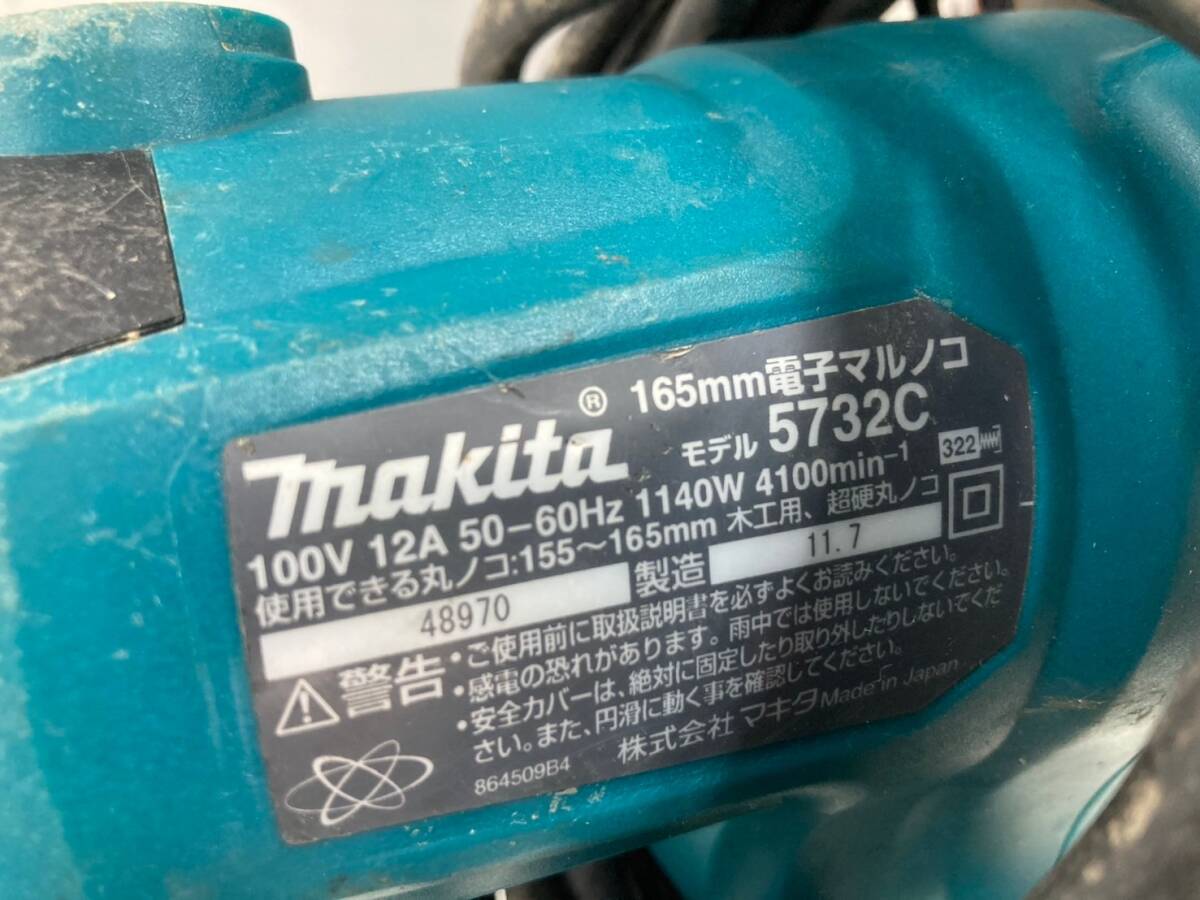 ® 165mm電子マルノコ
makita モデル 5732C
100V 12A 50-60Hz 1140W 4100min⁻¹ 322
使用できる丸ノコ:155～165mm 木工用、超硬丸ノコ
48970 製造 11.7
警告 ・ご使用前に取扱説明書を必ずよくお読みください。
・感電の恐れがあります。雨中では使用しないでください。
・安全カバーは、絶対に固定したり取り外したりしないでくだ
さい。また、円滑に動く事を確認してください。
864509B4 株式会社 マキタ Made in Japan